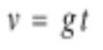 v = gt